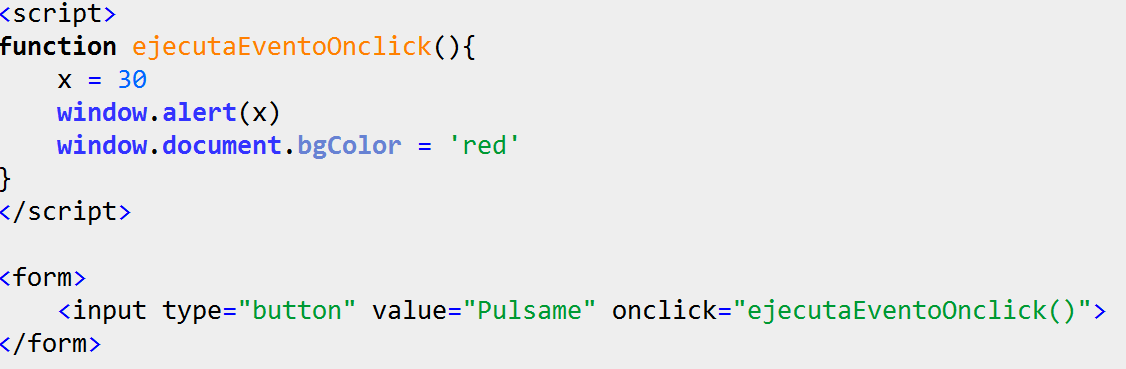 <script>
function ejecutaEventoOnclick(){
    x = 30
    window.alert(x)
    window.document.bgColor = 'red'
}
</script>

<form>
    <input type="button" value="Pulsame" onclick="ejecutaEventoOnclick()">
</form>